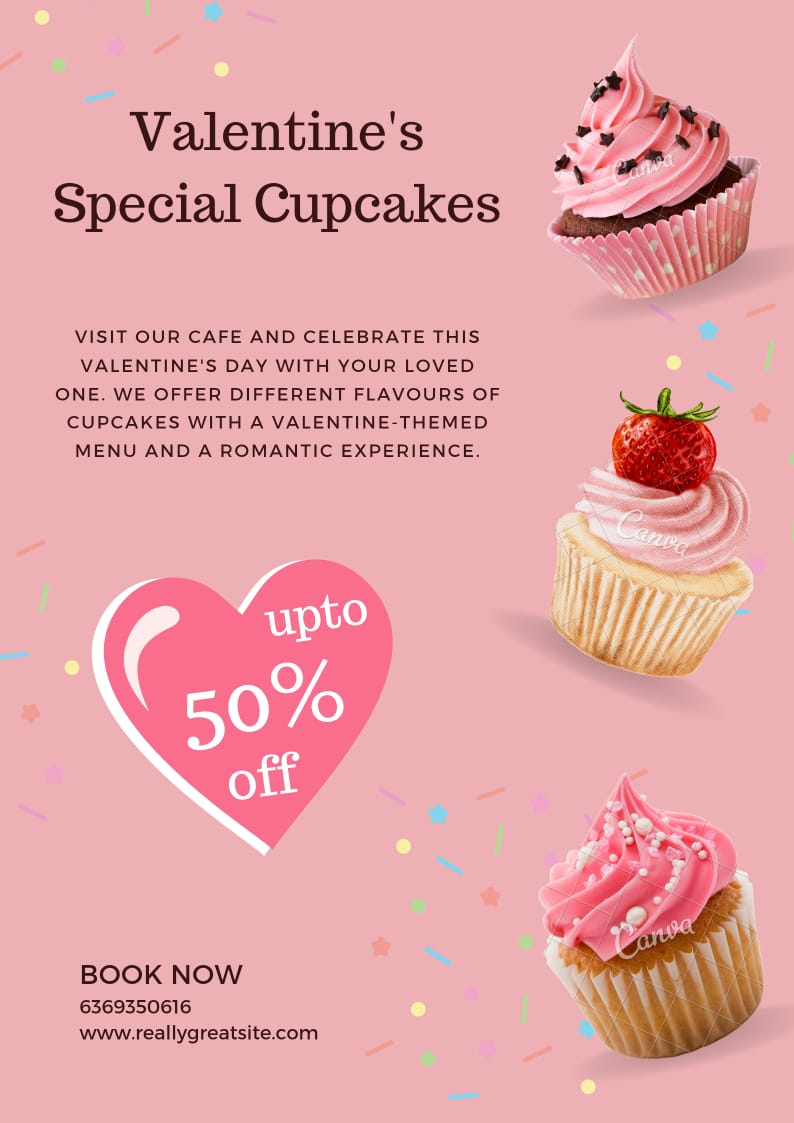 Valentine's
Special Cupcakes
VISIT OUR CAFE AND CELEBRATE THIS
VALENTINE'S DAY WITH YOUR LOVED
ONE. WE OFFER DIFFERENT FLAVOURS OF
CUPCAKES WITH A VALENTINE-THEMED
MENU AND A ROMANTIC EXPERIENCE.
upto
50%
off
BOOK NOW
6369350616
www.reallygreatsite.com
Canva
Canva
Canva